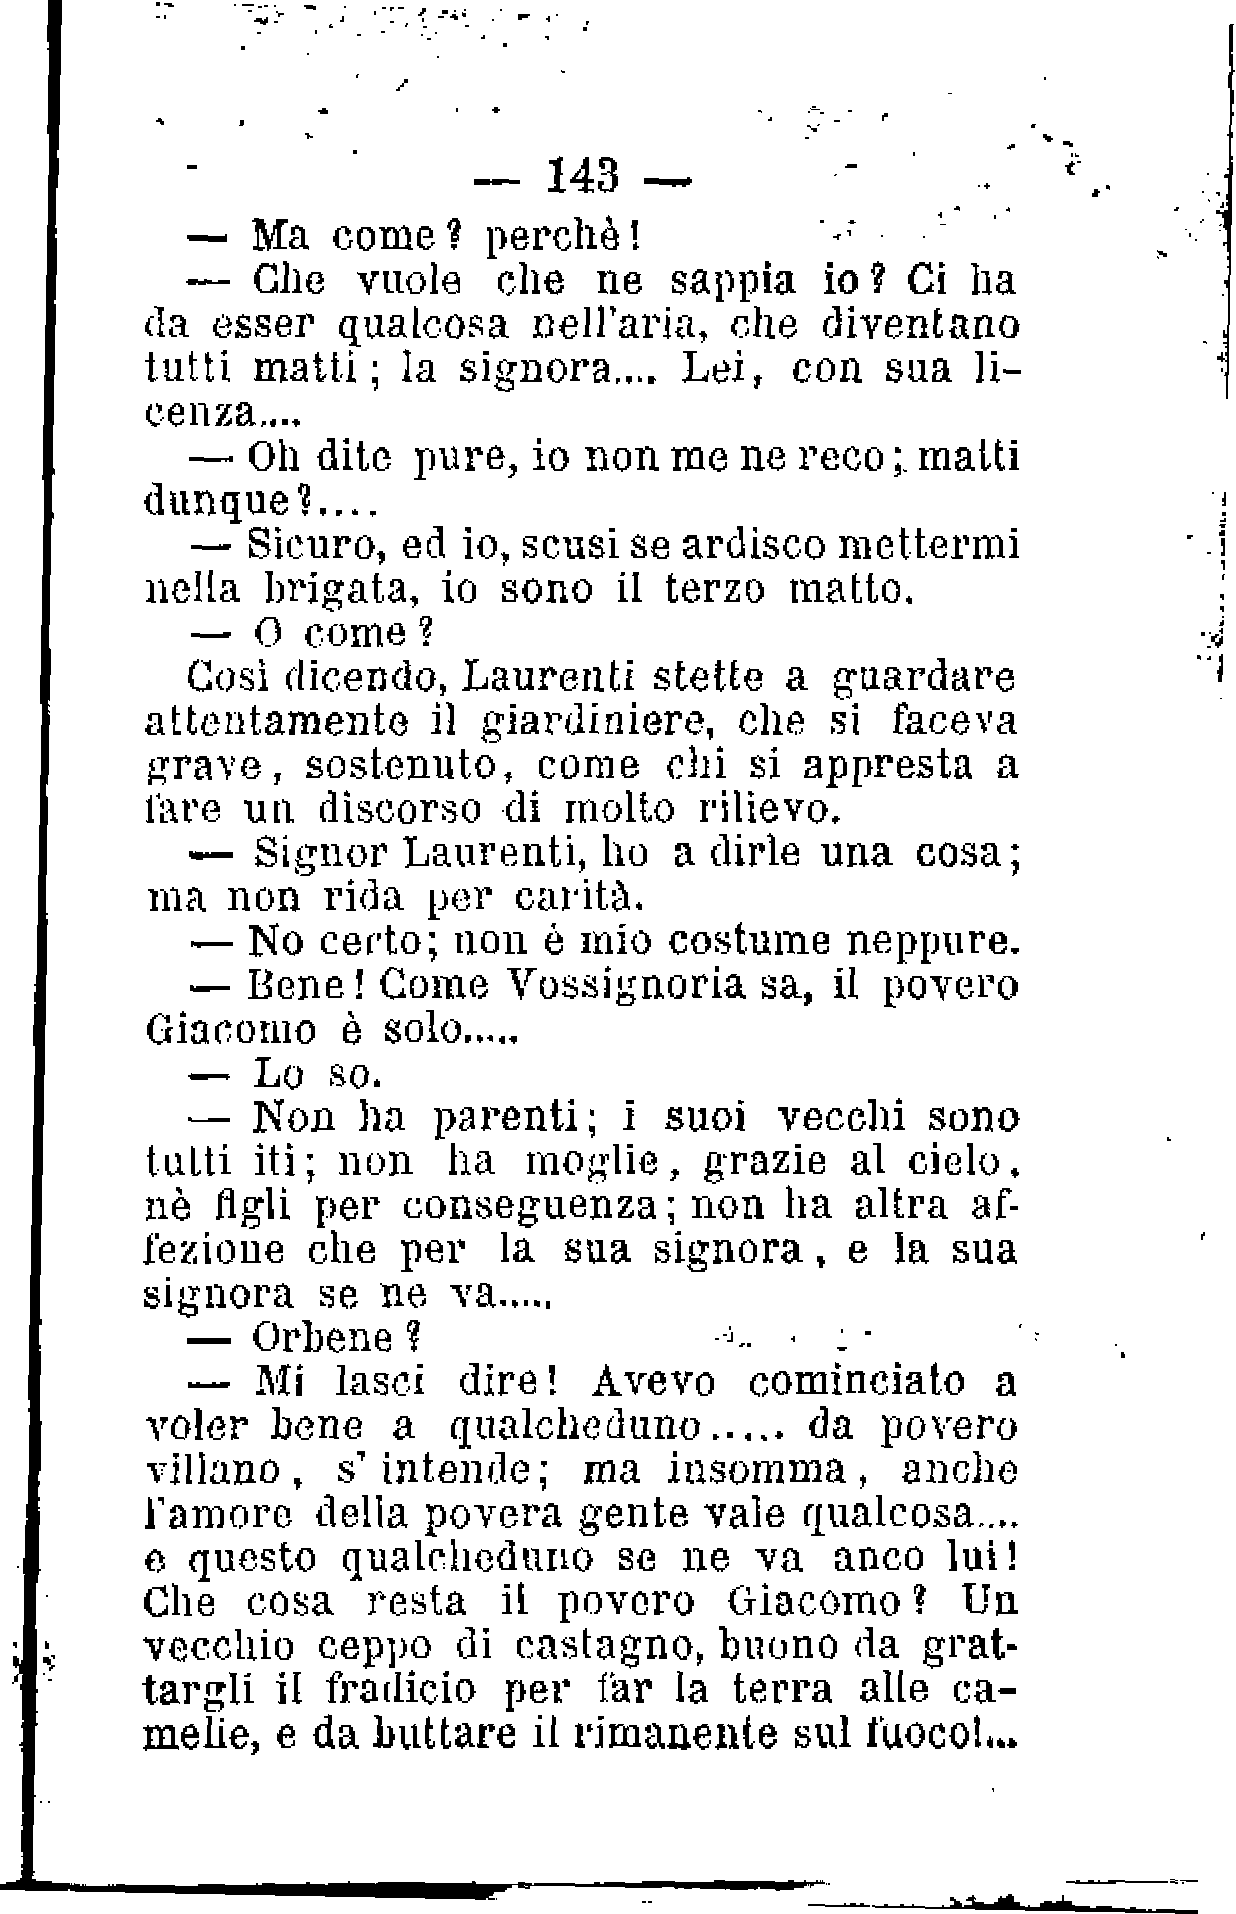 — 143 —
— Ma come? perchè!
— Che vuole che ne sappia io? Ci ha
da esser qualcosa nell'aria, che diventano
tutti matti; la signora.... Lei, con sua li-
cenza....
— Oh dite pure, io non me ne reco; matti
dunque?....
— Sicuro, ed io, scusi se ardisco mettermi
nella brigata, io sono il terzo matto.
— O come?
Così dicendo, Laurenti stette a guardare
attentamente il giardiniere, che si faceva
grave, sostenuto, come chi si appresta a
fare un discorso di molto rilievo.
— Signor Laurenti, ho a dirle una cosa;
ma non rida per carità.
— No certo; non è mio costume neppure.
— Bene! Come Vossignoria sa, il povero
Giacomo è solo.....
— Lo so.
— Non ha parenti; i suoi vecchi sono
tutti iti; non ha moglie, grazie al cielo,
nè figli per conseguenza; non ha altra af-
fezione che per la sua signora, e la sua
signora se ne va.....
— Orbene?
— Mi lasci dire! Avevo cominciato a
voler bene a qualcheduno..... da povero
villano, s' intende; ma insomma, anche
l'amore della povera gente vale qualcosa....
e questo qualcheduno se ne va anco lui!
Che cosa resta il povero Giacomo? Un
vecchio ceppo di castagno, buono da grat-
targli il fradicio per far la terra alle ca-
melie, e da buttare il rimanente sul fuoco!...